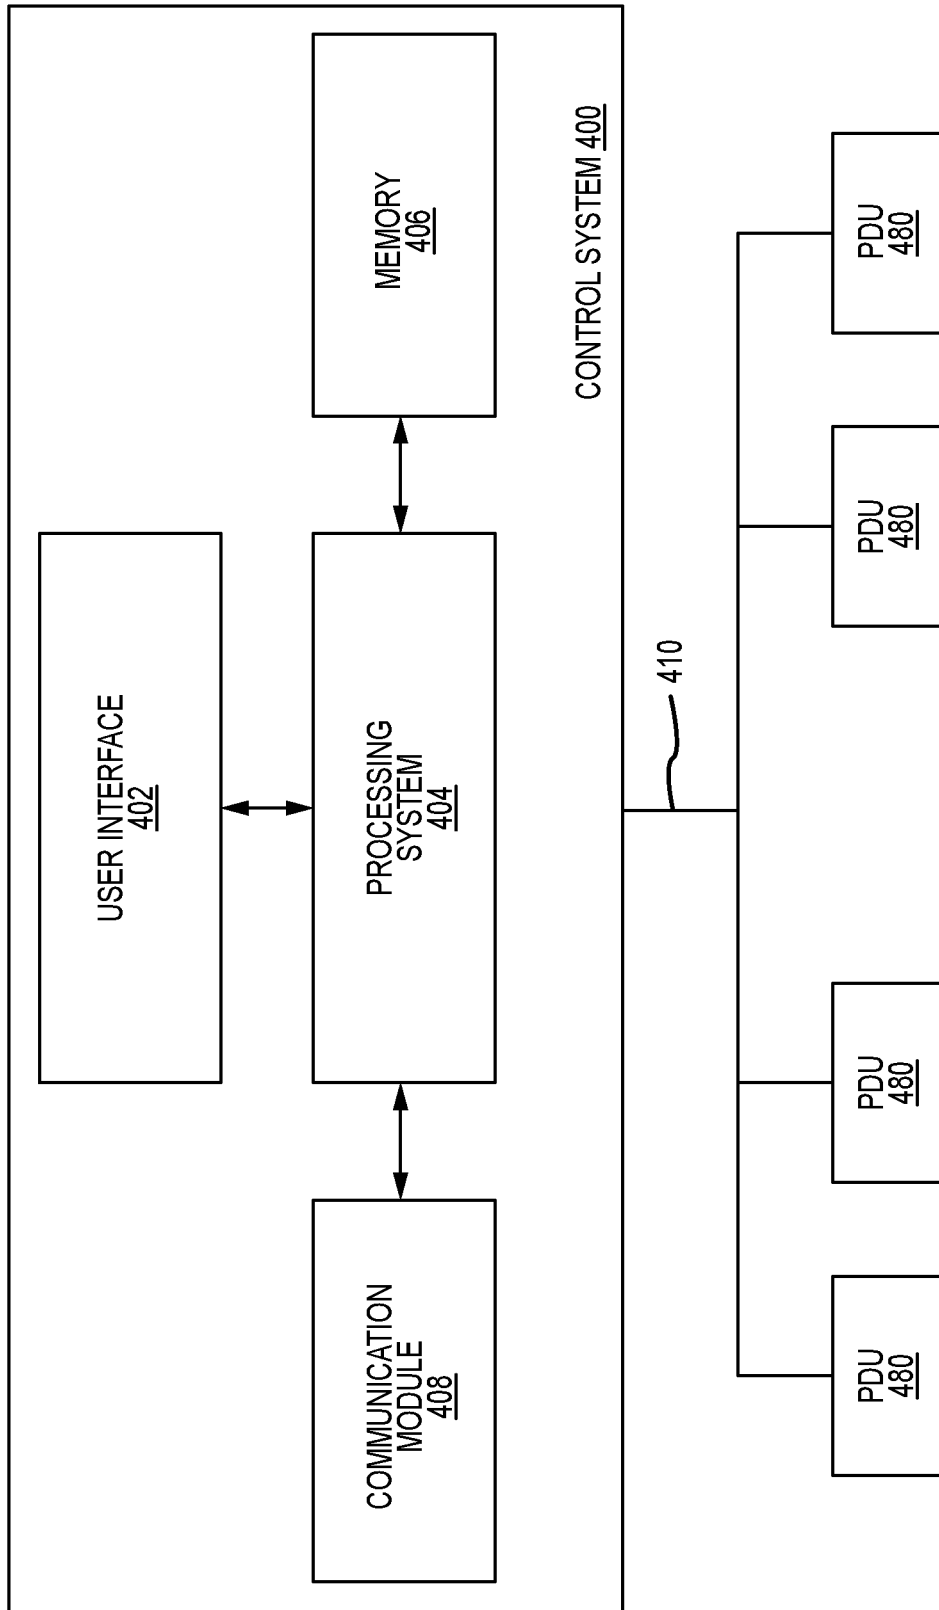 USER INTERFACE
402
COMMUNICATION
MODULE
408
PROCESSING
SYSTEM
404
MEMORY
406
CONTROL SYSTEM 400
410
PDU
480
PDU
480
PDU
480
PDU
480